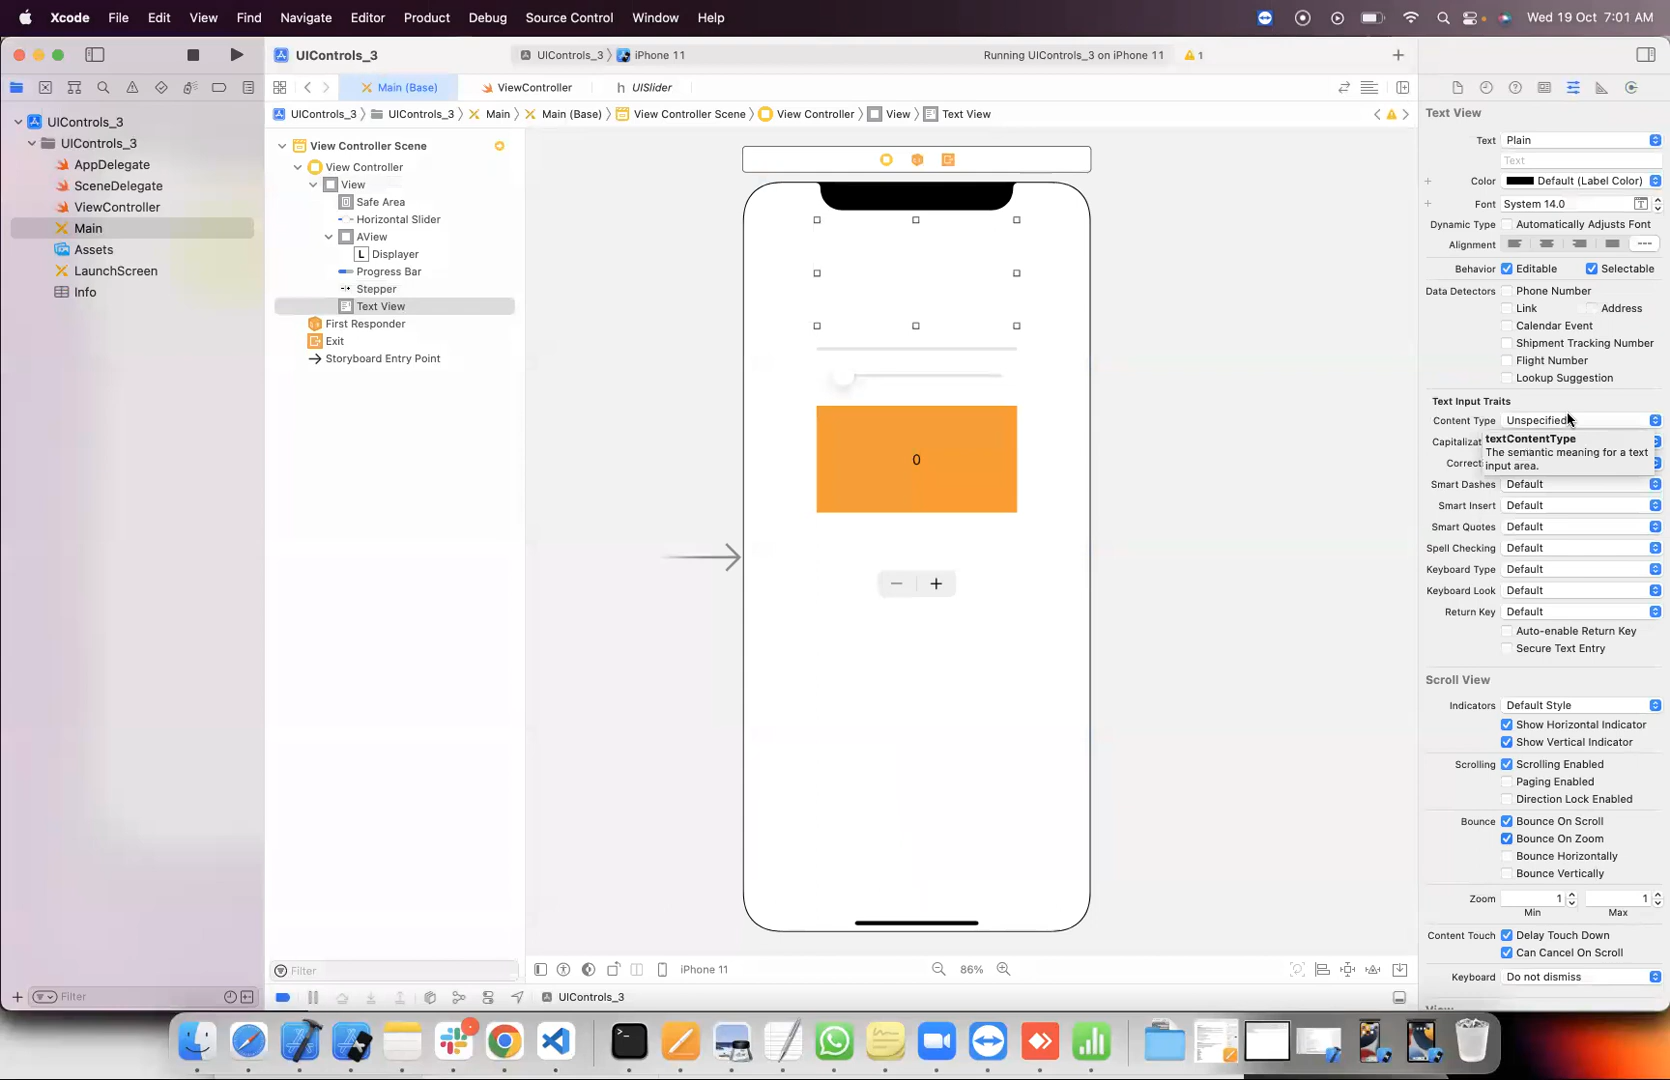 Xcode File Edit View Find Navigate Editor Product Debug Source Control Window Help Wed 19 Oct 7:01 AM
UIControls_3 UIControls_3 iPhone 11 Running UIControls_3 on iPhone 11 1
Main (Base) ViewController h UISlider
UIControls_3 UIControls_3 Main Main (Base) View Controller Scene View Controller View Text View
UIControls_3
UIControls_3
AppDelegate
SceneDelegate
ViewController
Main
Assets
LaunchScreen
Info
Filter
View Controller Scene
View Controller
View
Safe Area
Horizontal Slider
AView
L Displayer
Progress Bar
Stepper
Text View
First Responder
Exit
Storyboard Entry Point
Filter
0
iPhone 11 86%
UIControls_3
Text View
Text Plain
Text
Color Default (Label Color)
Font System 14.0
Dynamic Type Automatically Adjusts Font
Alignment
Behavior Editable Selectable
Data Detectors Phone Number
Link Address
Calendar Event
Shipment Tracking Number
Flight Number
Lookup Suggestion
Text Input Traits
Content Type Unspecified
Capitalizat
textContentType
The semantic meaning for a text
input area.
Correct
Smart Dashes Default
Smart Insert Default
Smart Quotes Default
Spell Checking Default
Keyboard Type Default
Keyboard Look Default
Return Key Default
Auto-enable Return Key
Secure Text Entry
Scroll View
Indicators Default Style
Show Horizontal Indicator
Show Vertical Indicator
Scrolling Scrolling Enabled
Paging Enabled
Direction Lock Enabled
Bounce Bounce On Scroll
Bounce On Zoom
Bounce Horizontally
Bounce Vertically
Zoom 1 1
Min Max
Content Touch Delay Touch Down
Can Cancel On Scroll
Keyboard Do not dismiss